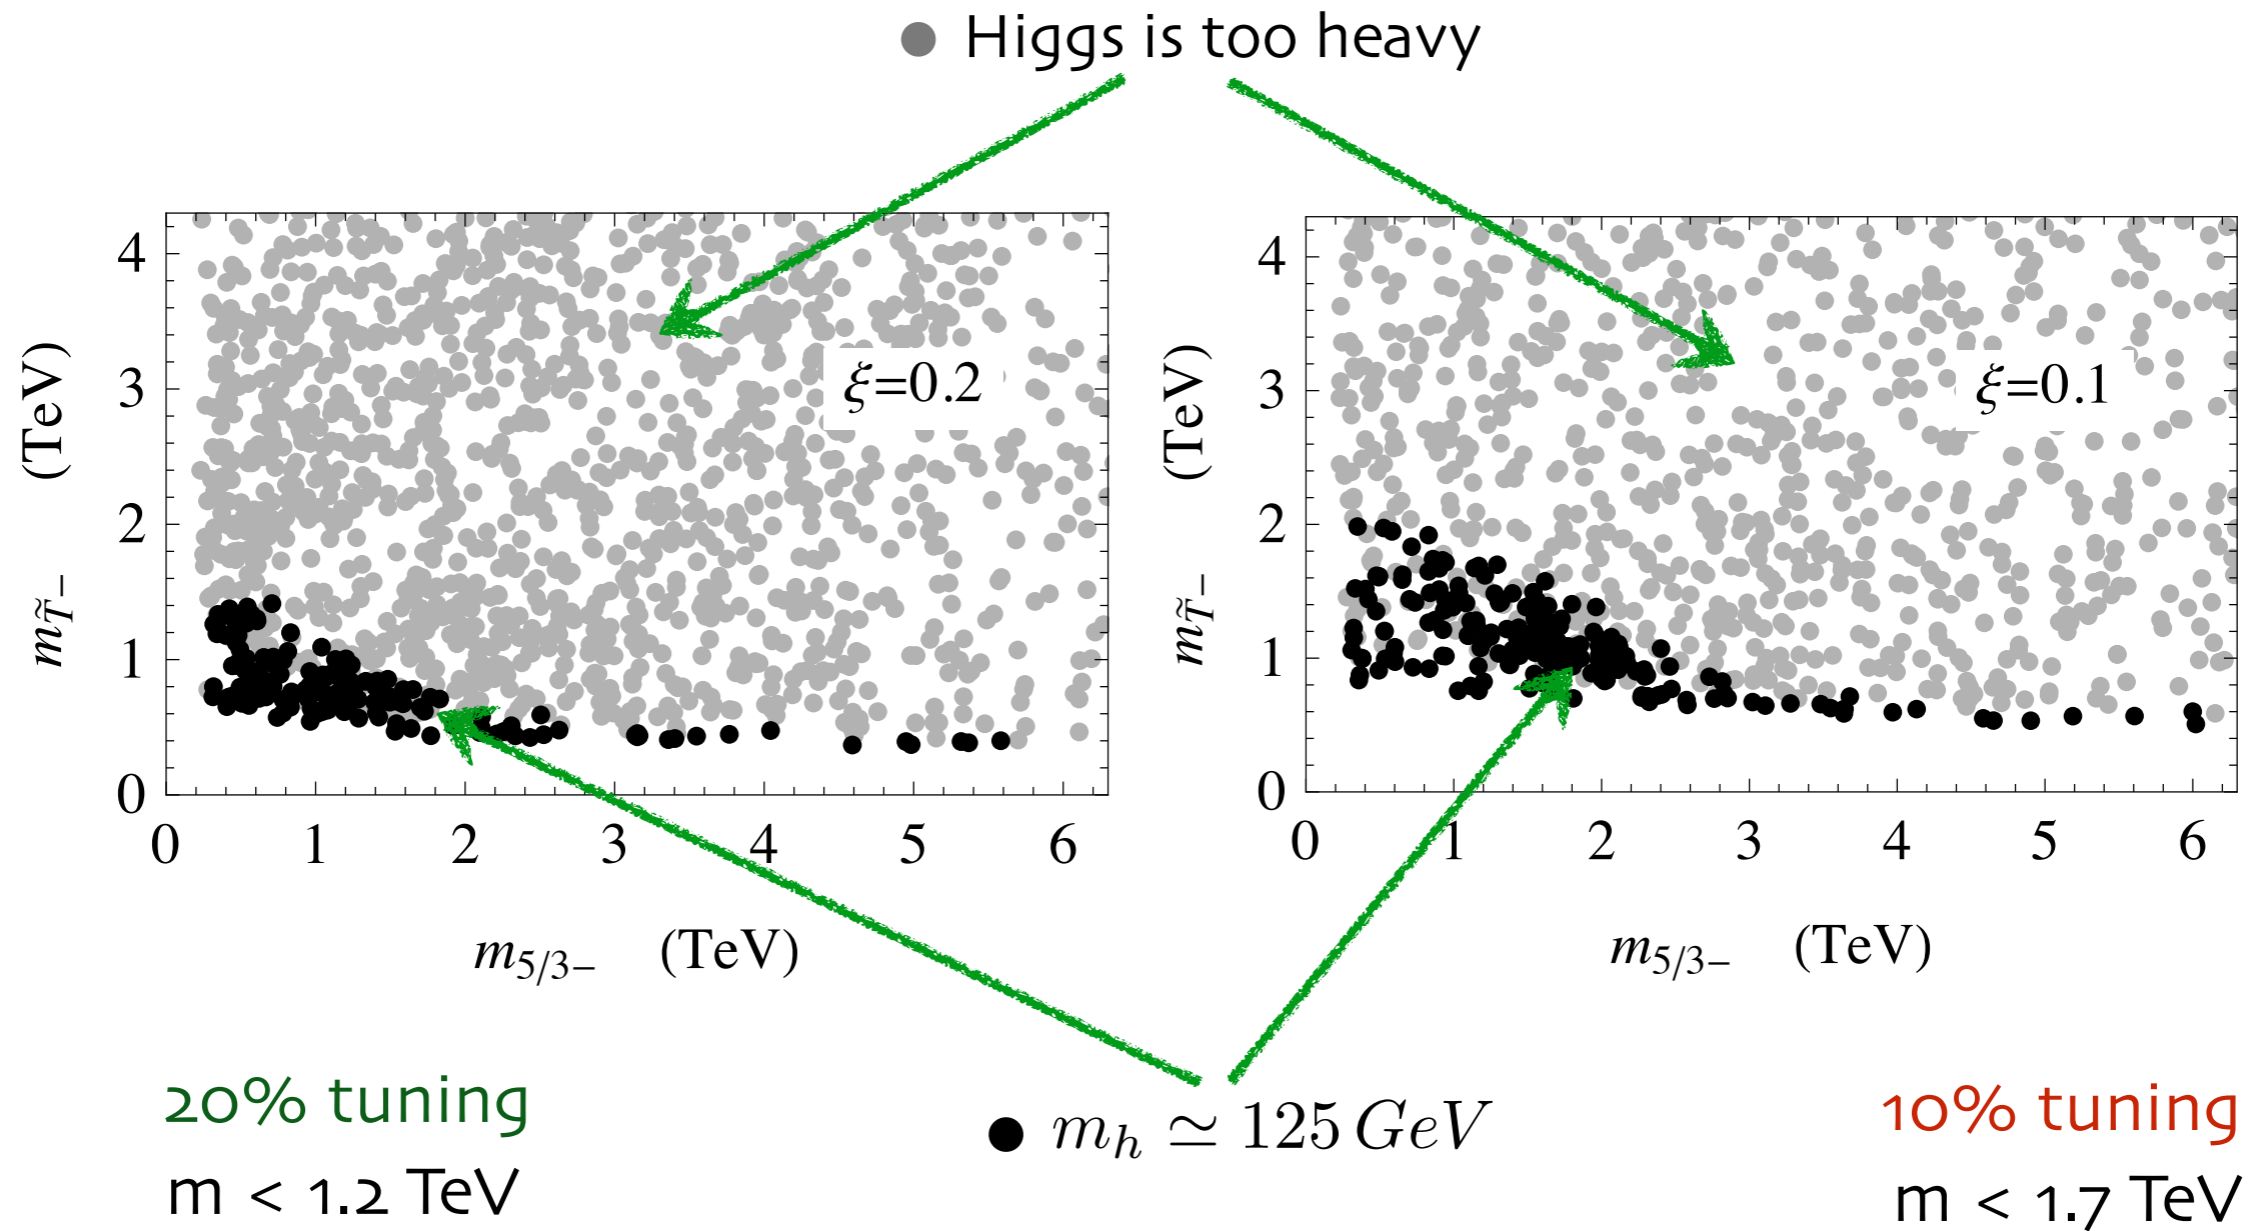 ● Higgs is too heavy
4
3
2
1
0
0 1 2 3 4 5 6
m_{T̃−} (TeV)
m_{5/3−} (TeV)
ξ=0.2
4
3
2
1
0
0 1 2 3 4 5 6
m_{T̃−} (TeV)
m_{5/3−} (TeV)
ξ=0.1
20% tuning
m < 1.2 TeV
● m_h ≃ 125 GeV
10% tuning
m < 1.7 TeV